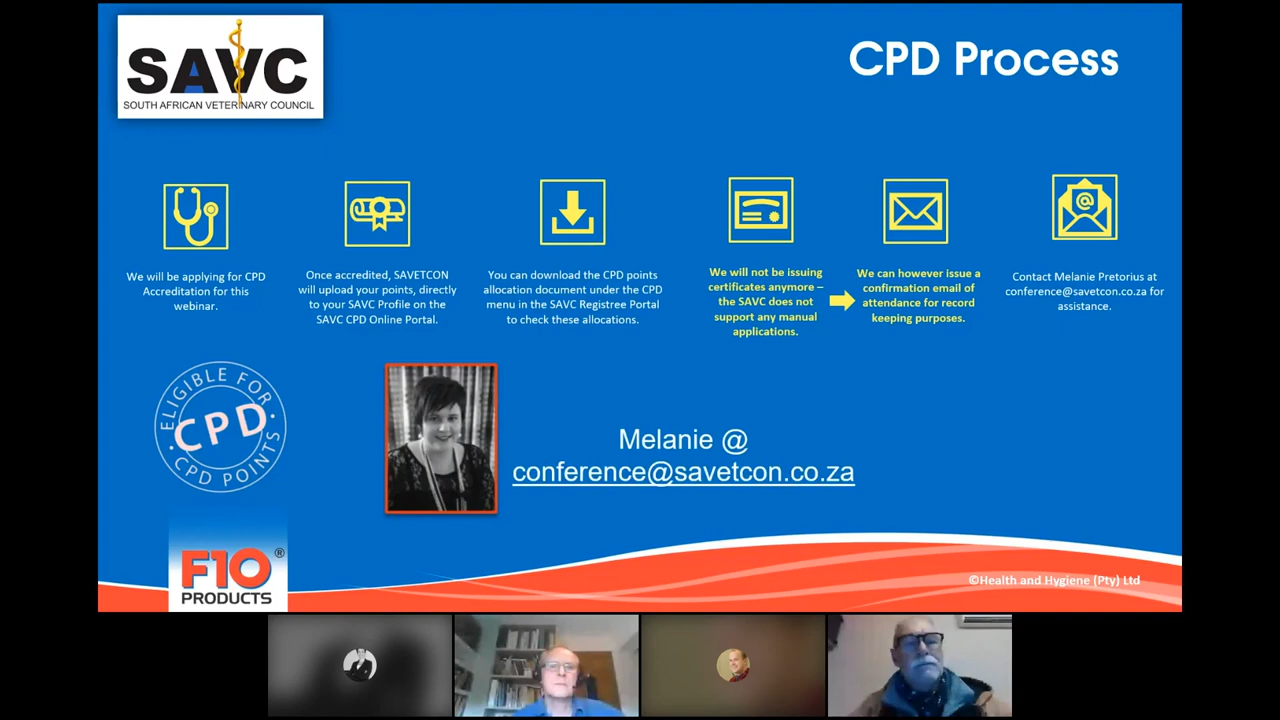 SAVC
SOUTH AFRICAN VETERINARY COUNCIL
CPD Process
We will be applying for CPD
Accreditation for this
webinar.
Once accredited, SAVETCON
will upload your points, directly
to your SAVC Profile on the
SAVC CPD Online Portal.
You can download the CPD points
allocation document under the CPD
menu in the SAVC Registree Portal
to check these allocations.
We will not be issuing
certificates anymore –
the SAVC does not
support any manual
applications.
We can however issue a
confirmation email of
attendance for record
keeping purposes.
Contact Melanie Pretorius at
conference@savetcon.co.za for
assistance.
ELIGIBLE FOR
CPD
CPD POINTS
Melanie @
conference@savetcon.co.za
F10®
PRODUCTS
©Health and Hygiene (Pty) Ltd